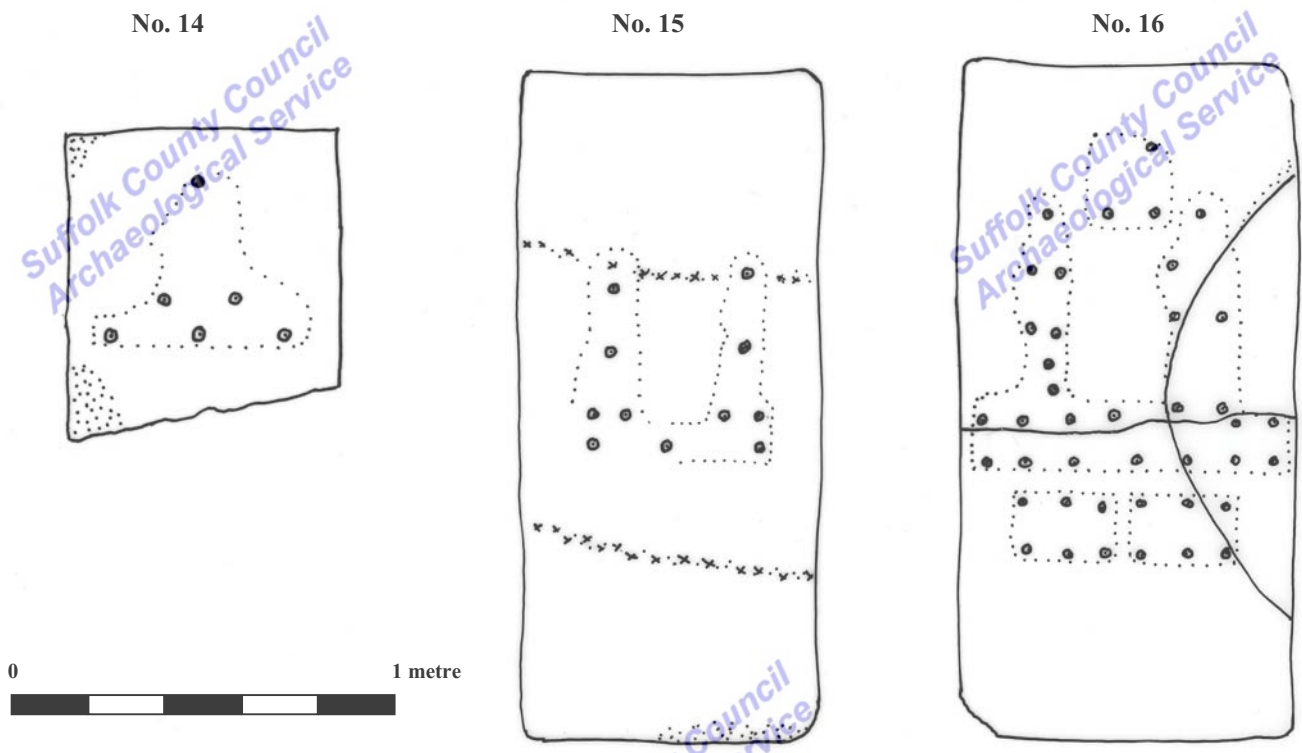 No. 14
No. 15
No. 16
Suffolk County Council
Archaeological Service
Suffolk County Council
Archaeological Service
0
1 metre
Council